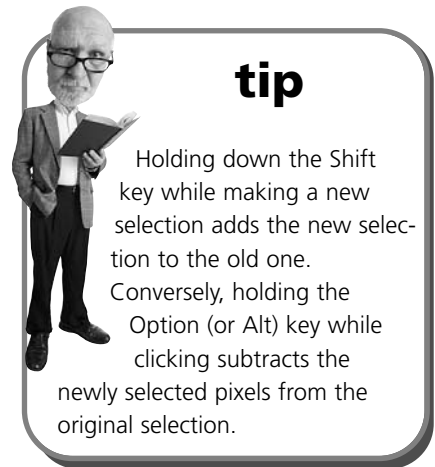 tip
Holding down the Shift
key while making a new
selection adds the new selec-
tion to the old one.
Conversely, holding the
Option (or Alt) key while
clicking subtracts the
newly selected pixels from the
original selection.